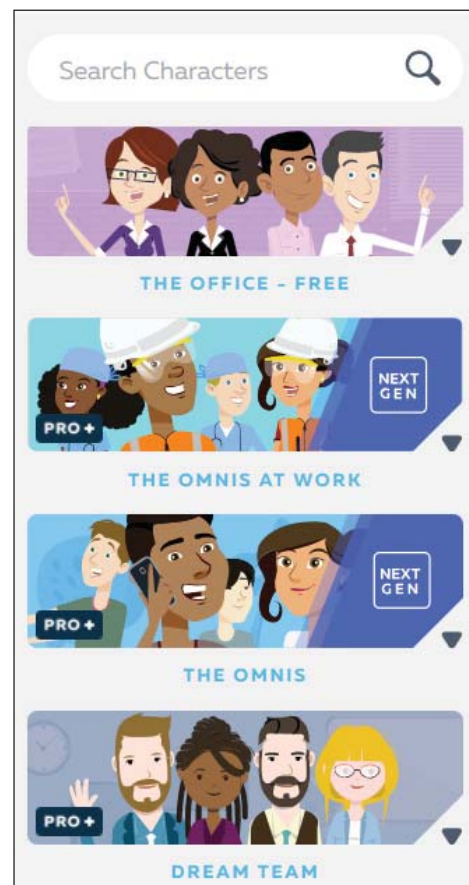 Search Characters
THE OFFICE - FREE
NEXT
GEN
PRO+
THE OMNIS AT WORK
NEXT
GEN
PRO+
THE OMNIS
PRO+
DREAM TEAM